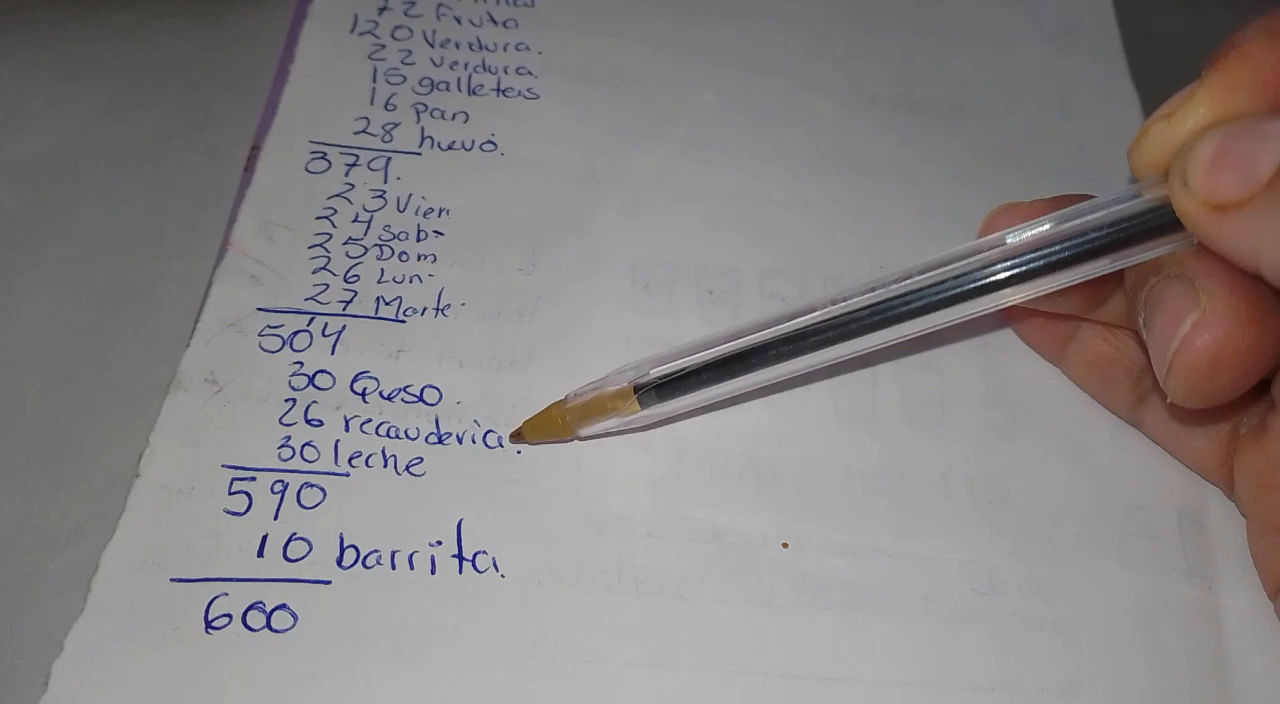 72 Fruta
120 Verdura.
22 verdura.
15 galletas
16 pan
28 huevo.
379.
23 Vier.
24 Sab-
25 Dom
26 Lun-
27 Marte.
504
30 Queso.
26 recauderia.
30 leche
590
10 barrita.
600